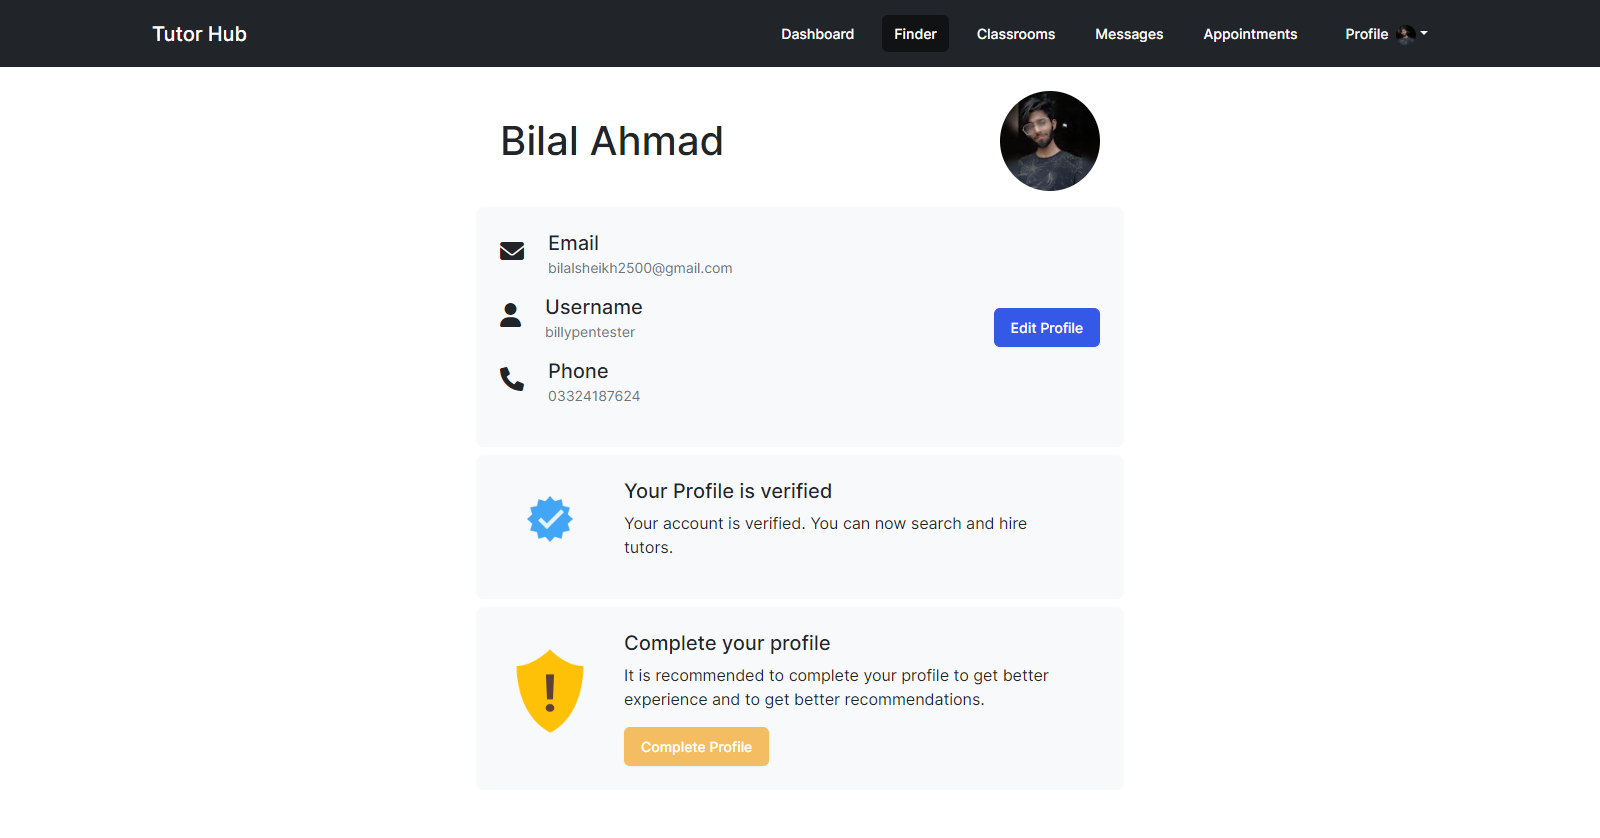 Tutor Hub
Dashboard
Finder
Classrooms
Messages
Appointments
Profile
Bilal Ahmad
Email
bilalsheikh2500@gmail.com
Username
billypentester
Edit Profile
Phone
03324187624
Your Profile is verified
Your account is verified. You can now search and hire
tutors.
Complete your profile
It is recommended to complete your profile to get better
experience and to get better recommendations.
Complete Profile